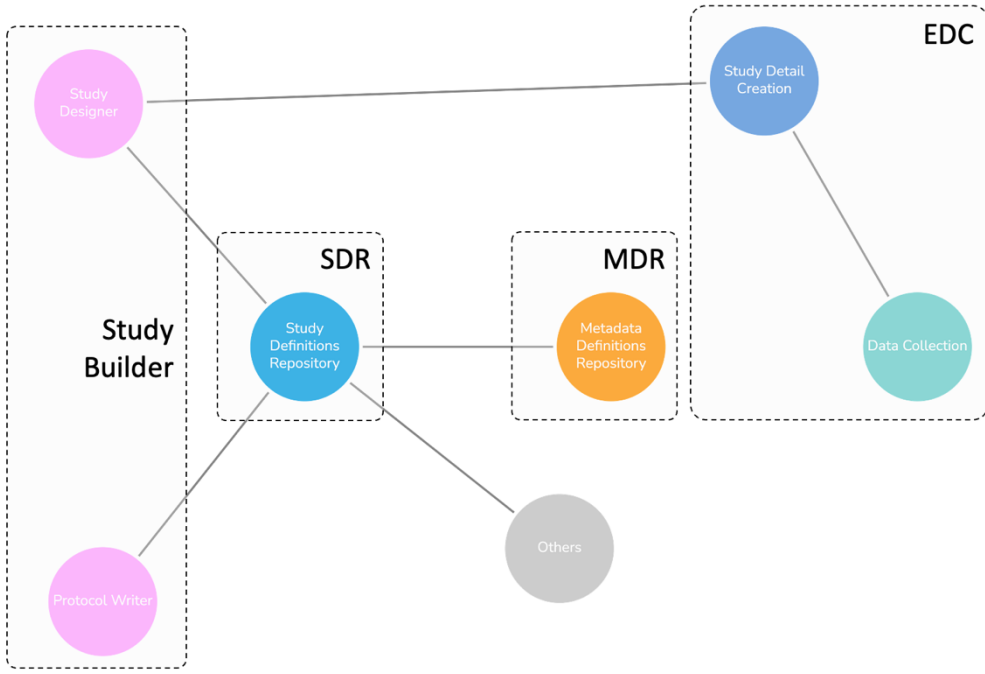 EDC
Study Detail
Creation
Study
Designer
SDR
MDR
Study
Builder
Study
Definitions
Repository
Metadata
Definitions
Repository
Data Collection
Others
Protocol Writer